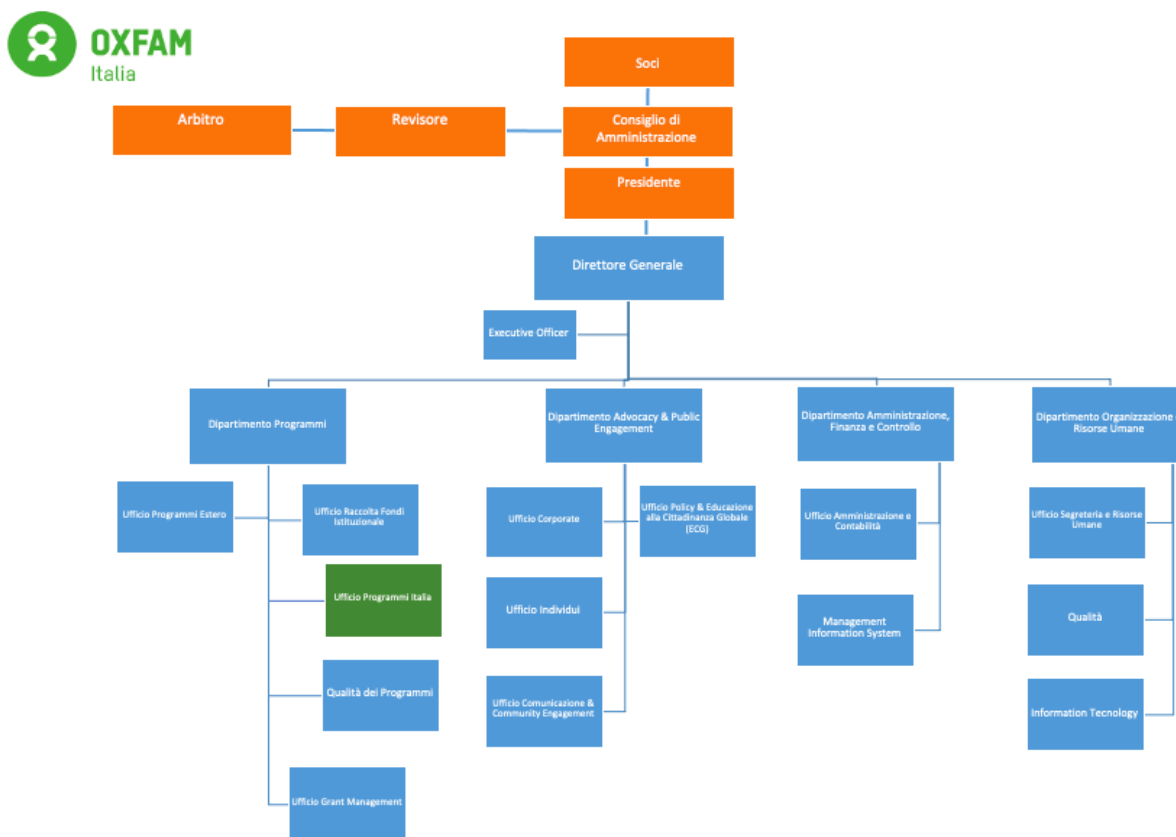 OXFAM
Italia
Soci
Arbitro
Revisore
Consiglio di
Amministrazione
Presidente
Direttore Generale
Executive Officer
Dipartimento Programmi
Dipartimento Advocacy & Public
Engagement
Dipartimento Amministrazione,
Finanza e Controllo
Dipartimento Organizzazione
Risorse Umane
Ufficio Programmi Estero
Ufficio Raccolta Fondi
Istituzionale
Ufficio Programmi Italia
Qualità dei Programmi
Ufficio Grant Management
Ufficio Corporate
Ufficio Policy & Educazione
alla Cittadinanza Globale
(ECG)
Ufficio Individui
Ufficio Comunicazione &
Community Engagement
Ufficio Amministrazione e
Contabilità
Management
Information System
Ufficio Segreteria e Risorse
Umane
Qualità
Information Tecnology